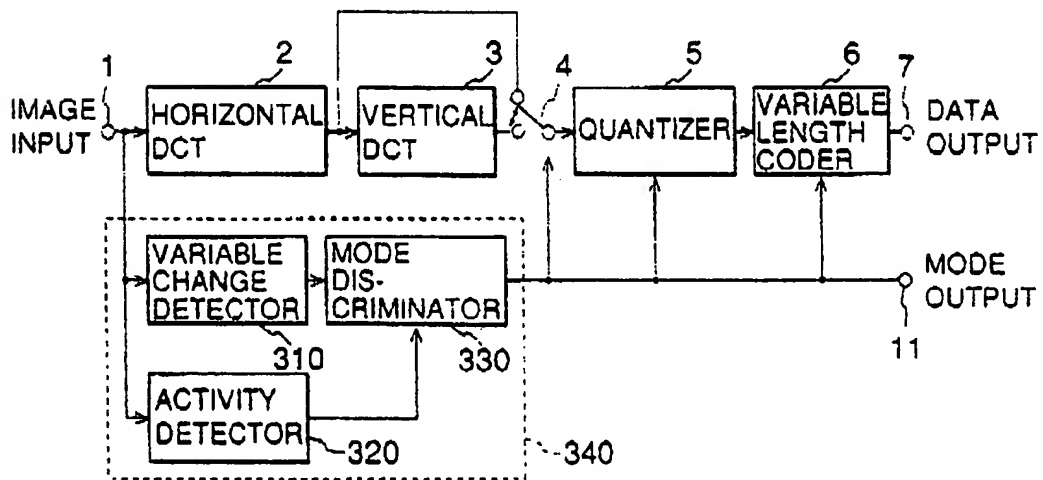 1
2
3
4
5
6
7
IMAGE
INPUT
HORIZONTAL
DCT
VERTICAL
DCT
QUANTIZER
VARIABLE
LENGTH
CODER
DATA
OUTPUT
VARIABLE
CHANGE
DETECTOR
310
MODE
DIS-
CRIMINATOR
330
MODE
OUTPUT
11
ACTIVITY
DETECTOR
320
340